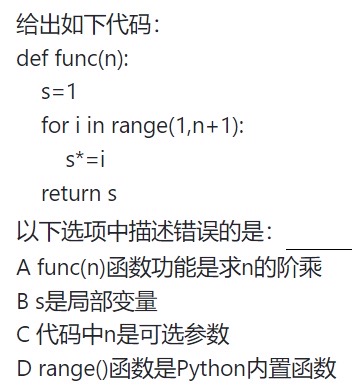 给出如下代码：
def func(n):
s=1
for i in range(1,n+1):
s*=i
return s
以下选项中描述错误的是：______
A func(n)函数功能是求n的阶乘
B s是局部变量
C 代码中n是可选参数
D range()函数是Python内置函数